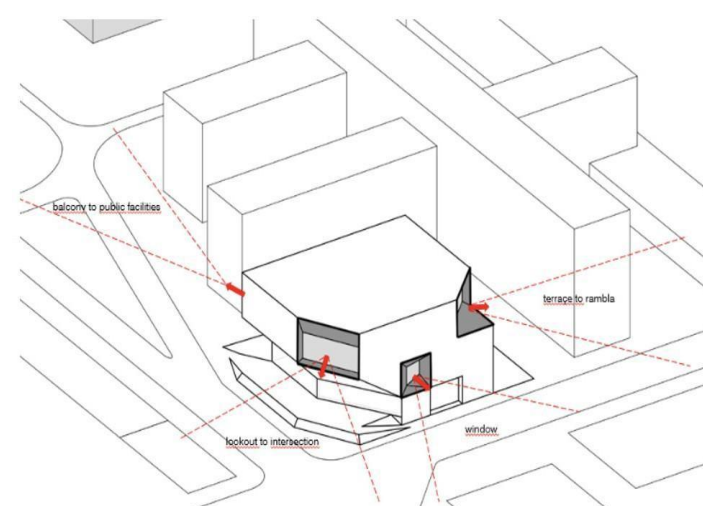 balcony to public facilities
terrace to rambla
window
lookout to intersection